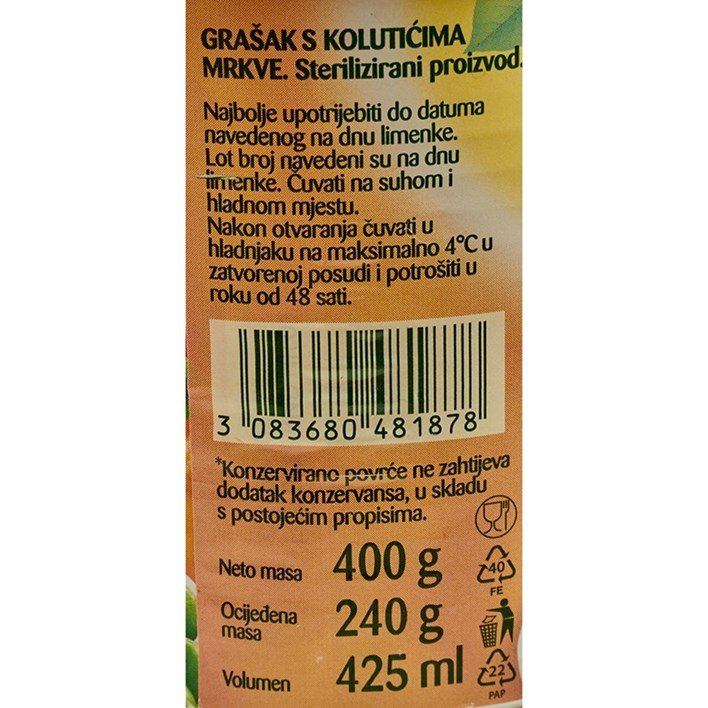 GRAŠAK S KOLUTIĆIMA
MRKVE. Sterilizirani proizvod.
Najbolje upotrijebiti do datuma
navedenog na dnu limenke.
Lot broj navedeni su na dnu
limenke. Čuvati na suhom i
hladnom mjestu.
Nakon otvaranja čuvati u
hladnjaku na maksimalno 4°C u
zatvorenoj posudi i potrošiti u
roku od 48 sati.
3 083680 481878
*Konzervirano povrće ne zahtijeva
dodatak konzervansa, u skladu
s postojećim propisima.
Neto masa 400 g
40
FE
Ocijeđena
masa 240 g
Volumen 425 ml
22
PAP